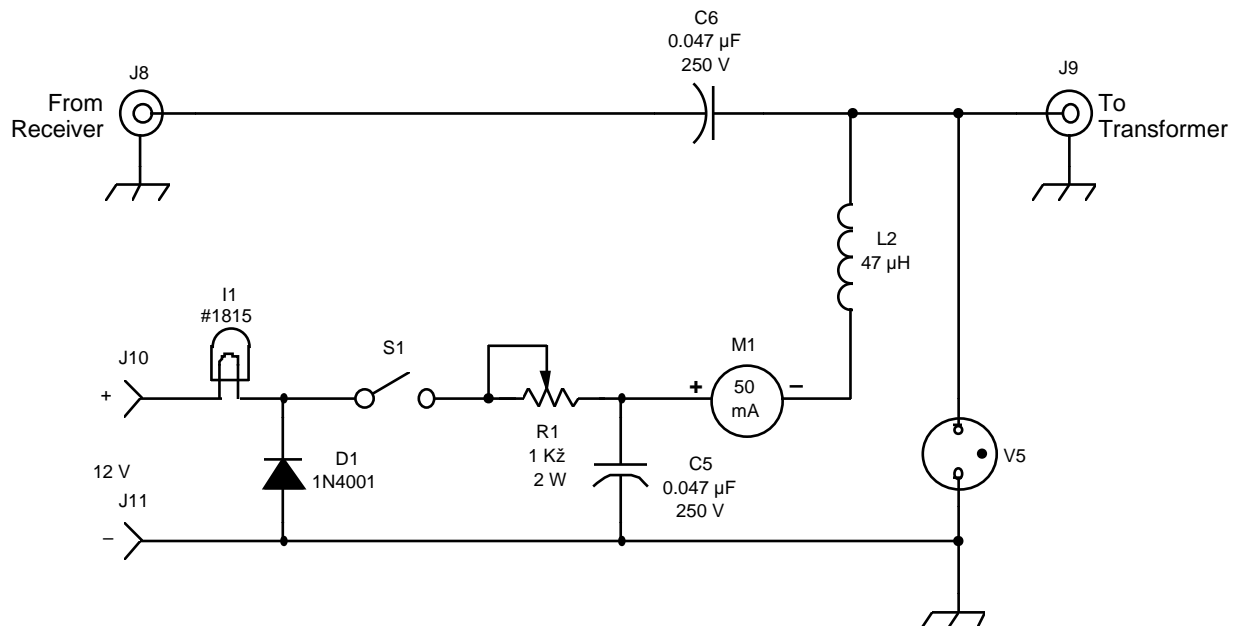 C6
0.047 µF
250 V
J8
J9
From
Receiver
To
Transformer
L2
47 µH
I1
#1815
J10
S1
M1
+
+
–
50
mA
R1
1 Kž
2 W
D1
1N4001
C5
0.047 µF
250 V
V5
12 V
J11
–